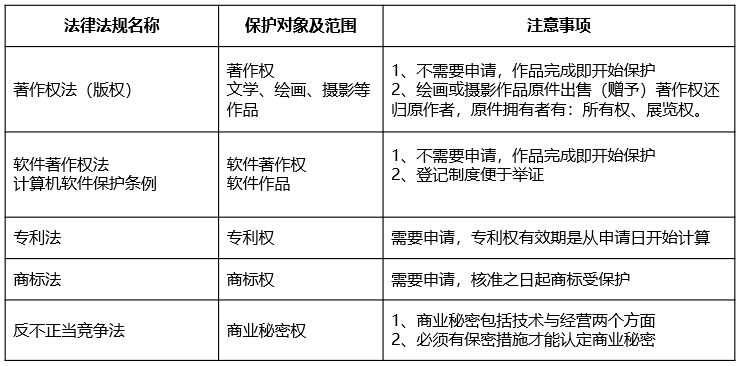 法律法规名称
保护对象及范围
注意事项
著作权法（版权）
著作权
文学、绘画、摄影等
作品
1、不需要申请，作品完成即开始保护
2、绘画或摄影作品原件出售（赠予）著作权还
归原作者，原件拥有者有：所有权、展览权。
软件著作权法
计算机软件保护条例
软件著作权
软件作品
1、不需要申请，作品完成即开始保护
2、登记制度便于举证
专利法
专利权
需要申请，专利权有效期是从申请日开始计算
商标法
商标权
需要申请，核准之日起商标受保护
反不正当竞争法
商业秘密权
1、商业秘密包括技术与经营两个方面
2、必须有保密措施才能认定商业秘密